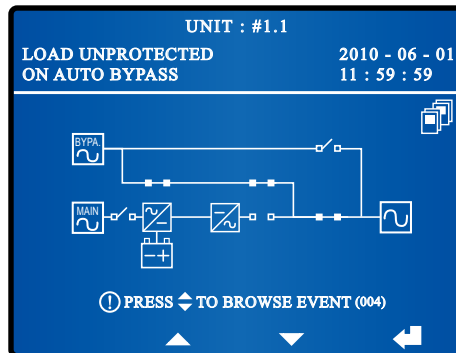 UNIT : #1.1
LOAD UNPROTECTED 2010 - 06 - 01
ON AUTO BYPASS 11 : 59 : 59
BYPA.
MAIN
! PRESS TO BROWSE EVENT (004)